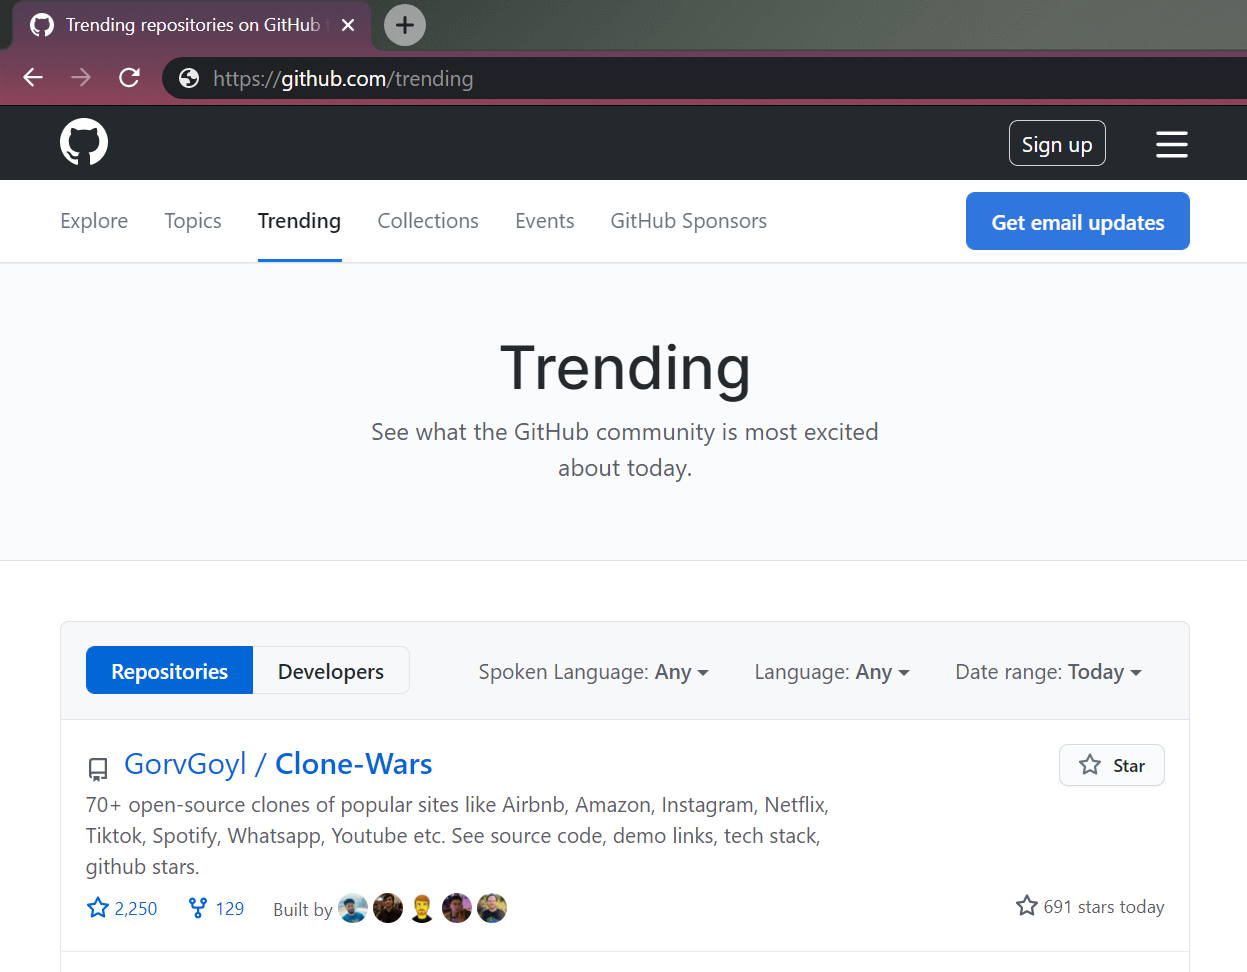 Trending repositories on GitHub
https://github.com/trending
Sign up
Explore Topics Trending Collections Events GitHub Sponsors Get email updates
Trending
See what the GitHub community is most excited
about today.
Repositories Developers Spoken Language: Any Language: Any Date range: Today
GorvGoyl / Clone-Wars Star
70+ open-source clones of popular sites like Airbnb, Amazon, Instagram, Netflix,
Tiktok, Spotify, Whatsapp, Youtube etc. See source code, demo links, tech stack,
github stars.
2,250 129 Built by 691 stars today